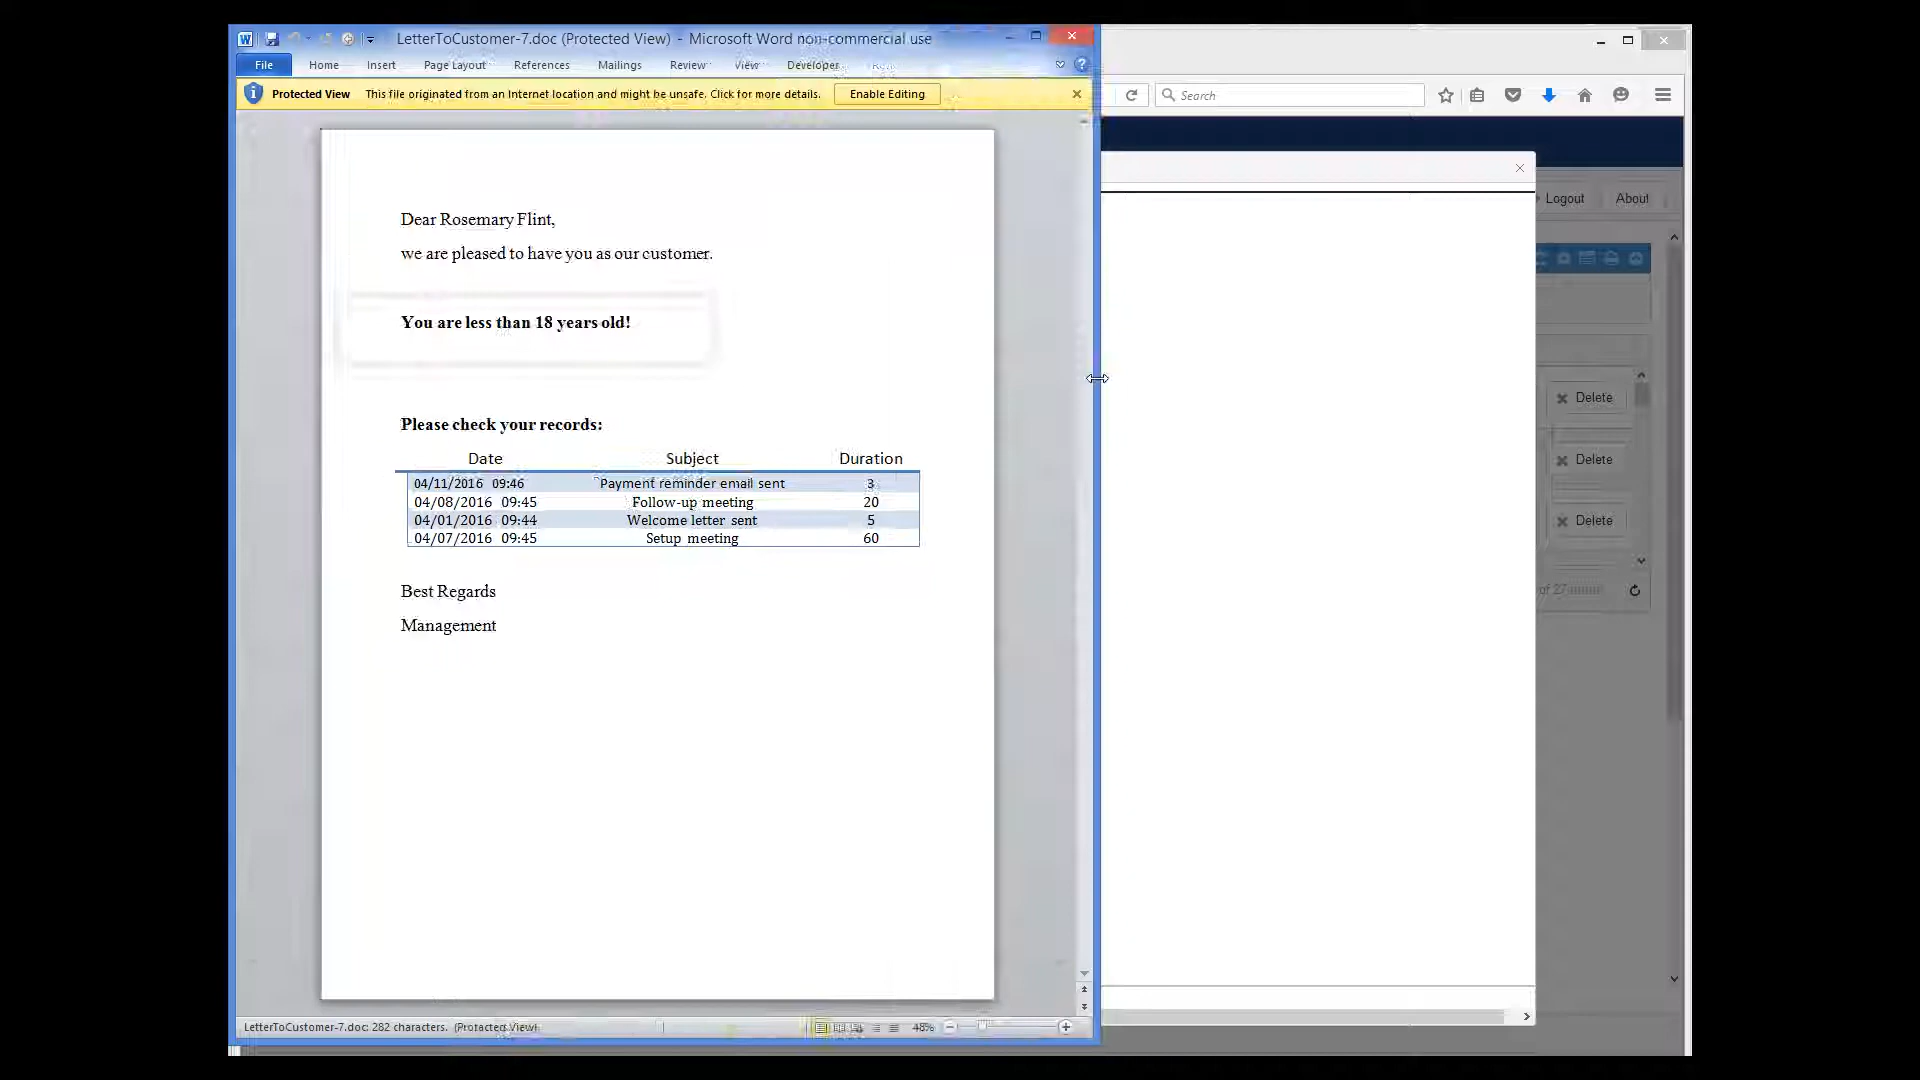 LetterToCustomer-7.doc (Protected View) - Microsoft Word non-commercial use
File Home Insert Page Layout References Mailings Review View Developer
Protected View This file originated from an Internet location and might be unsafe. Click for more details. Enable Editing
Search
Logout About
Dear Rosemary Flint,
we are pleased to have you as our customer.
You are less than 18 years old!
Please check your records:
Date Subject Duration
04/11/2016 09:46 Payment reminder email sent 3
04/08/2016 09:45 Follow-up meeting 20
04/01/2016 09:44 Welcome letter sent 5
04/07/2016 09:45 Setup meeting 60
Best Regards
Management
Delete
Delete
Delete
of 27
LetterToCustomer-7.doc: 282 characters. (Protected View) 48%